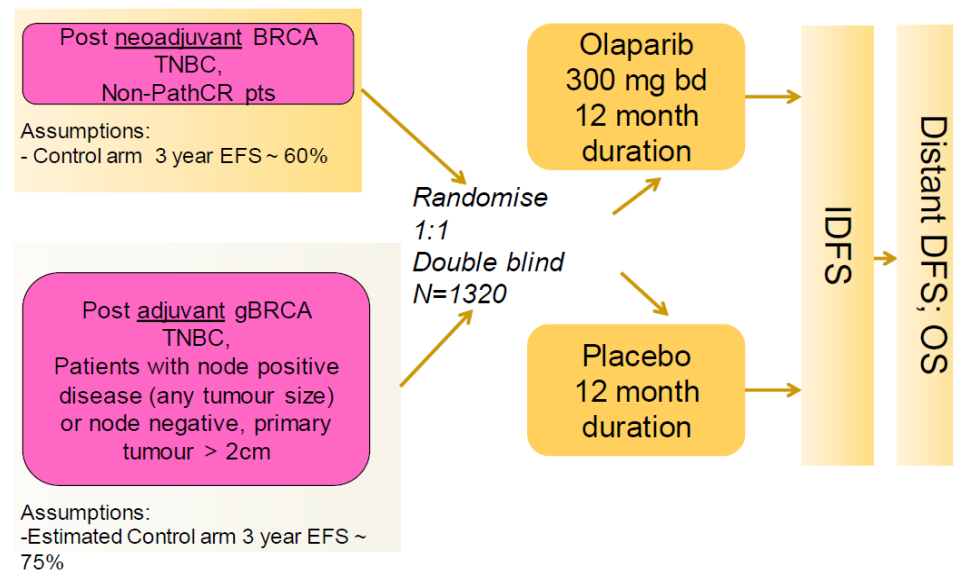 Post neoadjuvant BRCA
TNBC,
Non-PathCR pts
Assumptions:
- Control arm 3 year EFS ~ 60%
Post adjuvant gBRCA
TNBC,
Patients with node positive
disease (any tumour size)
or node negative, primary
tumour > 2cm
Assumptions:
-Estimated Control arm 3 year EFS ~
75%
Randomise
1:1
Double blind
N=1320
Olaparib
300 mg bd
12 month
duration
Placebo
12 month
duration
IDFS
Distant DFS; OS